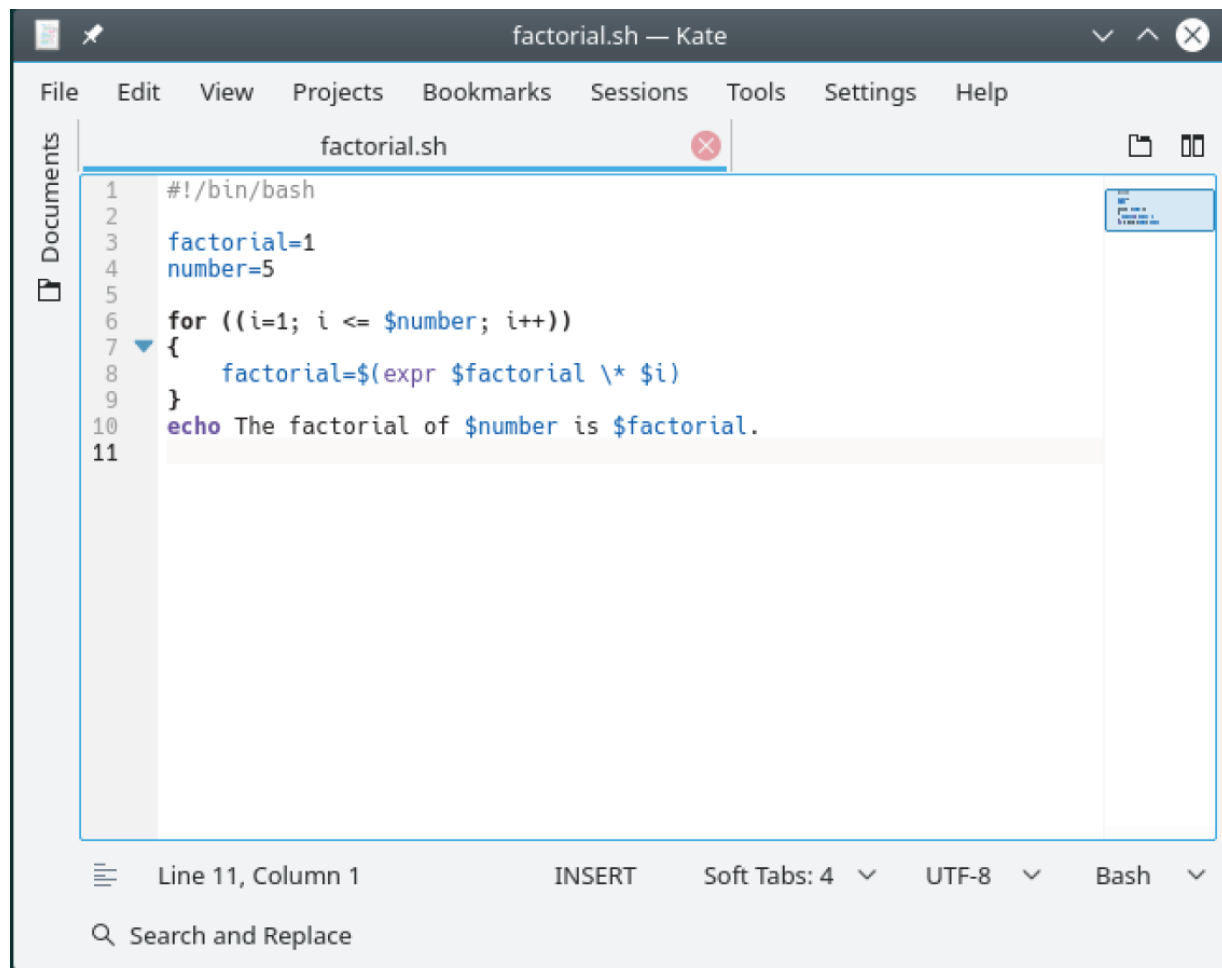 factorial.sh — Kate
File Edit View Projects Bookmarks Sessions Tools Settings Help
Documents
factorial.sh
1 #!/bin/bash
2
3 factorial=1
4 number=5
5
6 for ((i=1; i <= $number; i++))
7 {
8     factorial=$(expr $factorial \* $i)
9 }
10 echo The factorial of $number is $factorial.
11
Line 11, Column 1 INSERT Soft Tabs: 4 UTF-8 Bash
Search and Replace